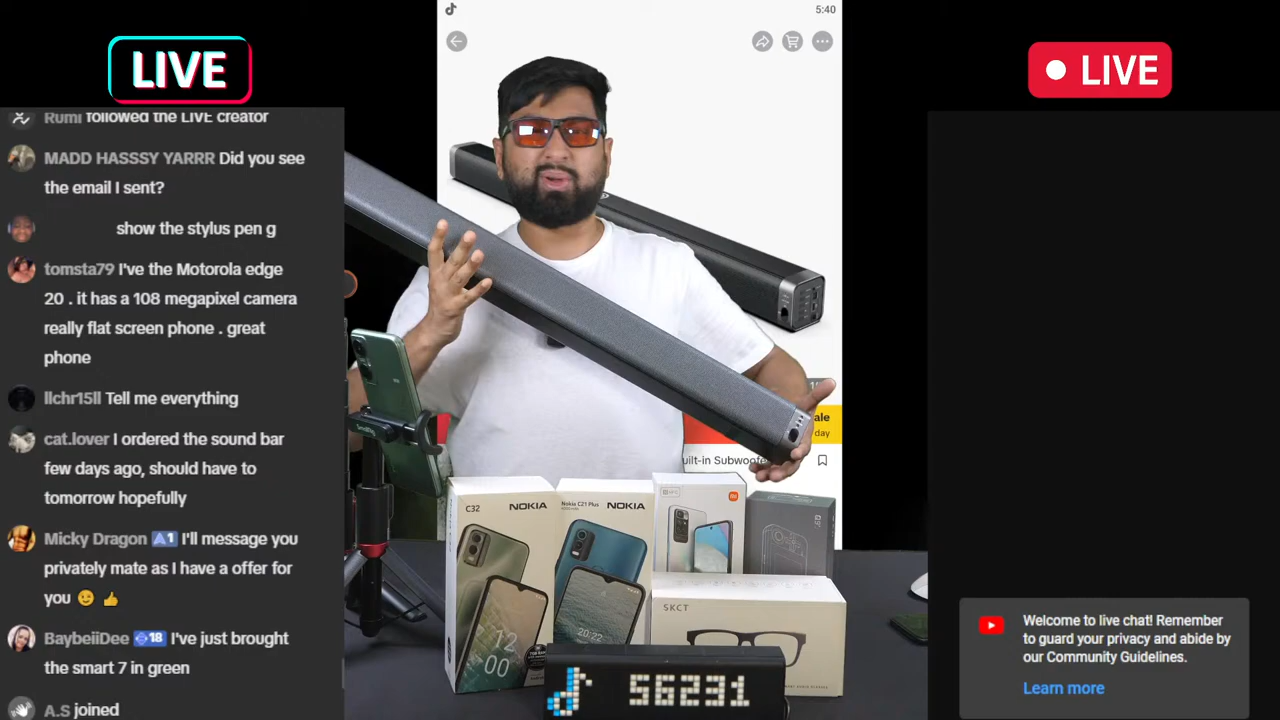 5:40
LIVE
LIVE
Rumi followed the LIVE creator
MADD HASSSY YARRR Did you see
the email I sent?
show the stylus pen g
tomsta79 I've the Motorola edge
20 . it has a 108 megapixel camera
really flat screen phone . great
phone
llchr15ll Tell me everything
cat.lover I ordered the sound bar
few days ago, should have to
tomorrow hopefully
Micky Dragon A1 I'll message you
privately mate as I have a offer for
you 😉 👍
BaybeiiDee 18 I've just brought
the smart 7 in green
A.S joined
ale
day
uilt-in Subwoofe
C32 NOKIA
12
00
Nokia C21 Plus NOKIA
20:22
SKCT
56231
Welcome to live chat! Remember
to guard your privacy and abide by
our Community Guidelines.
Learn more